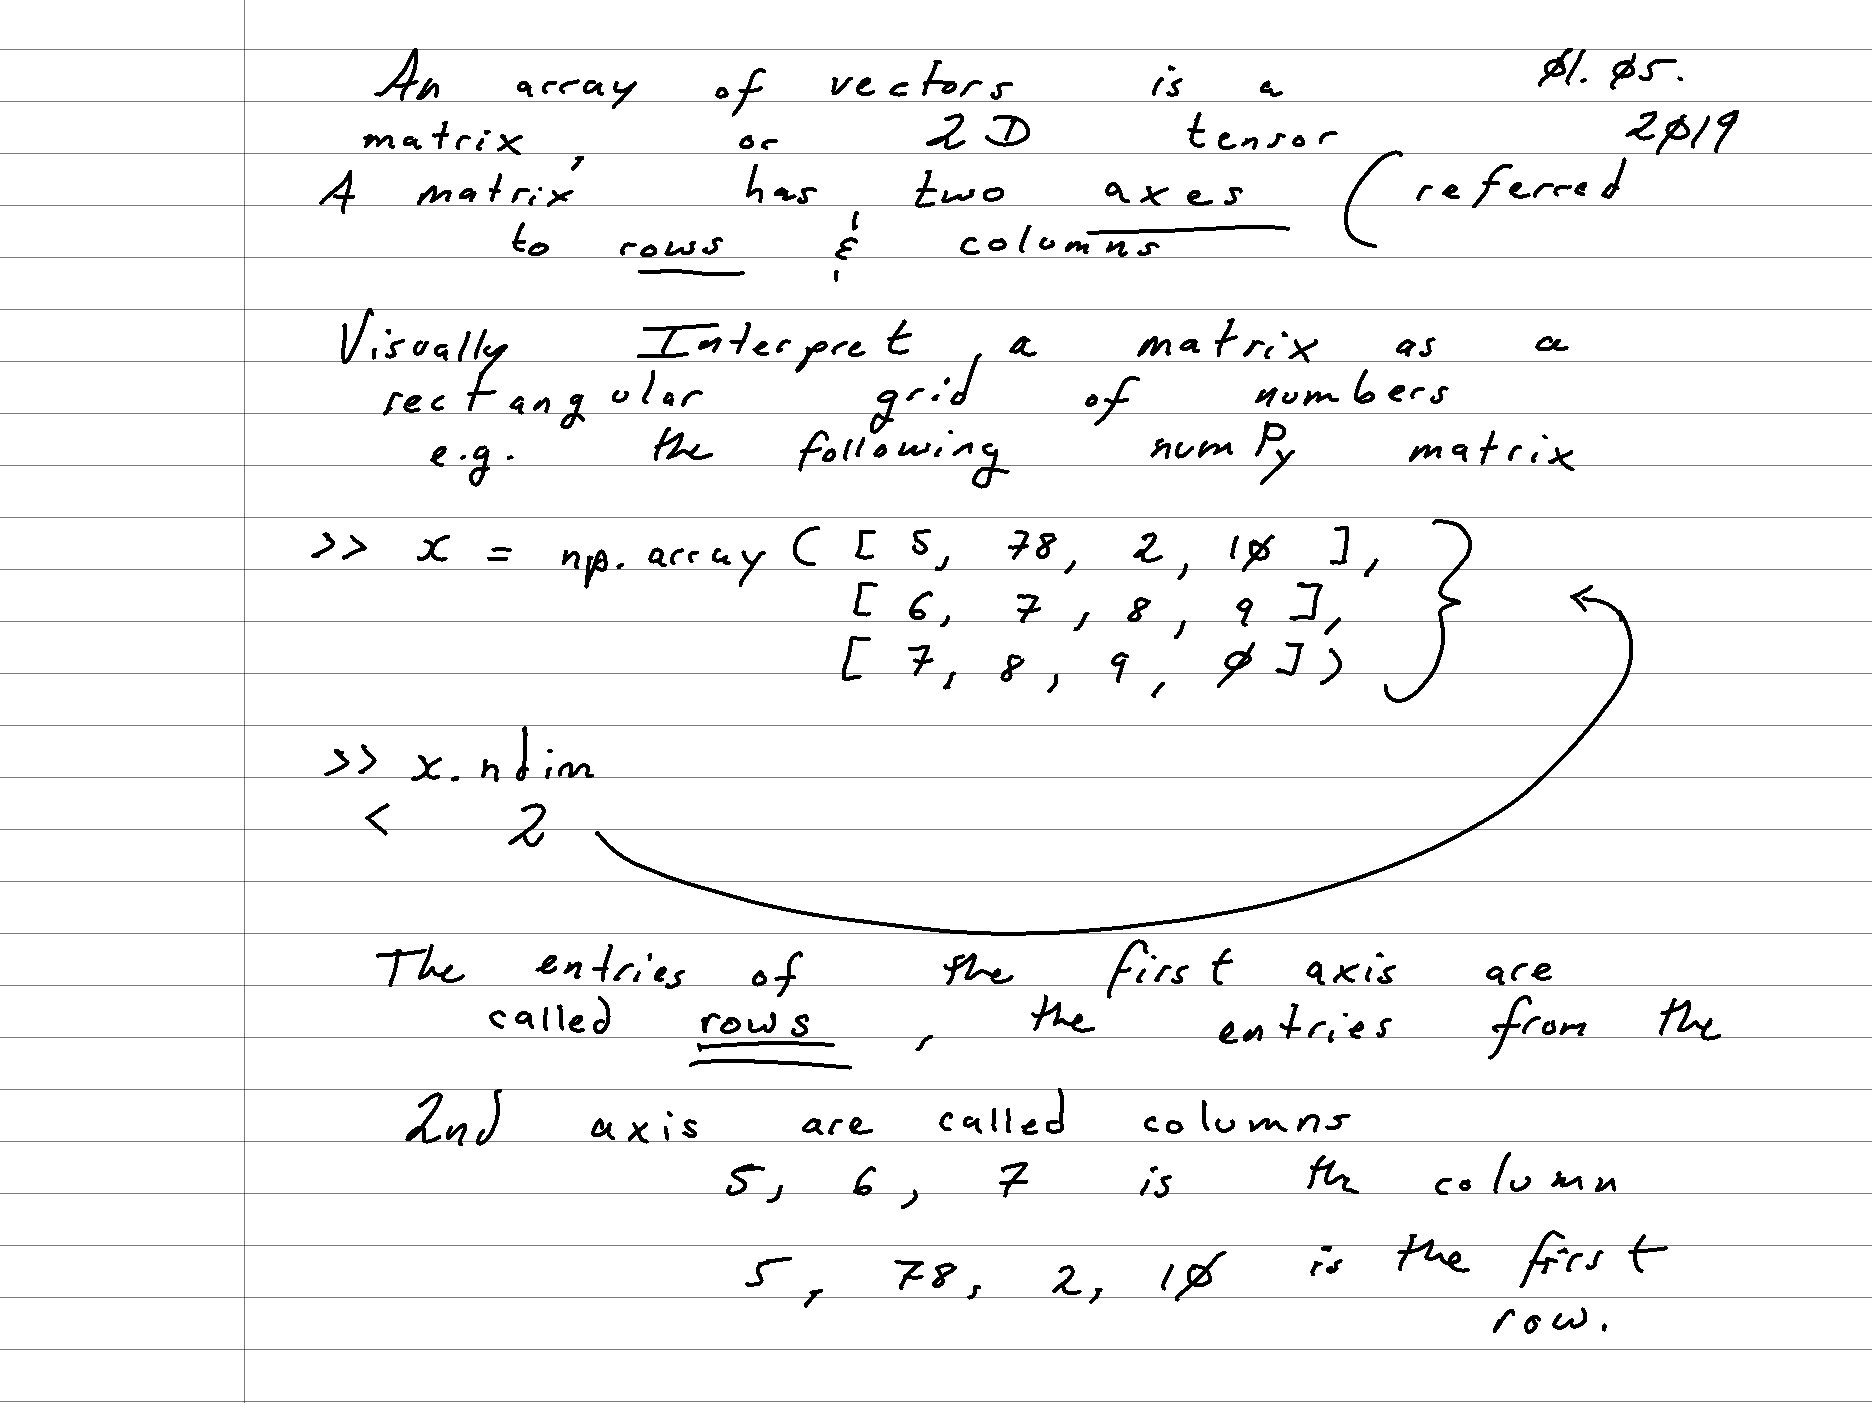 An array of vectors is a Ø1. Ø5.
matrix, or 2D tensor 2Ø19
A matrix has two axes (referred
to rows & columns
Visually Interpret, a matrix as a
rectangular grid of numbers
e.g. the following numPy matrix
>> x = np.array ( [ 5, 78, 2, 1Ø ],
[ 6, 7, 8, 9 ],
[ 7, 8, 9, Ø ] )
>> x.ndim
< 2
The entries of the first axis are
called rows, the entries from the
2nd axis are called columns
5, 6, 7 is the column
5, 78, 2, 1Ø is the first
row.